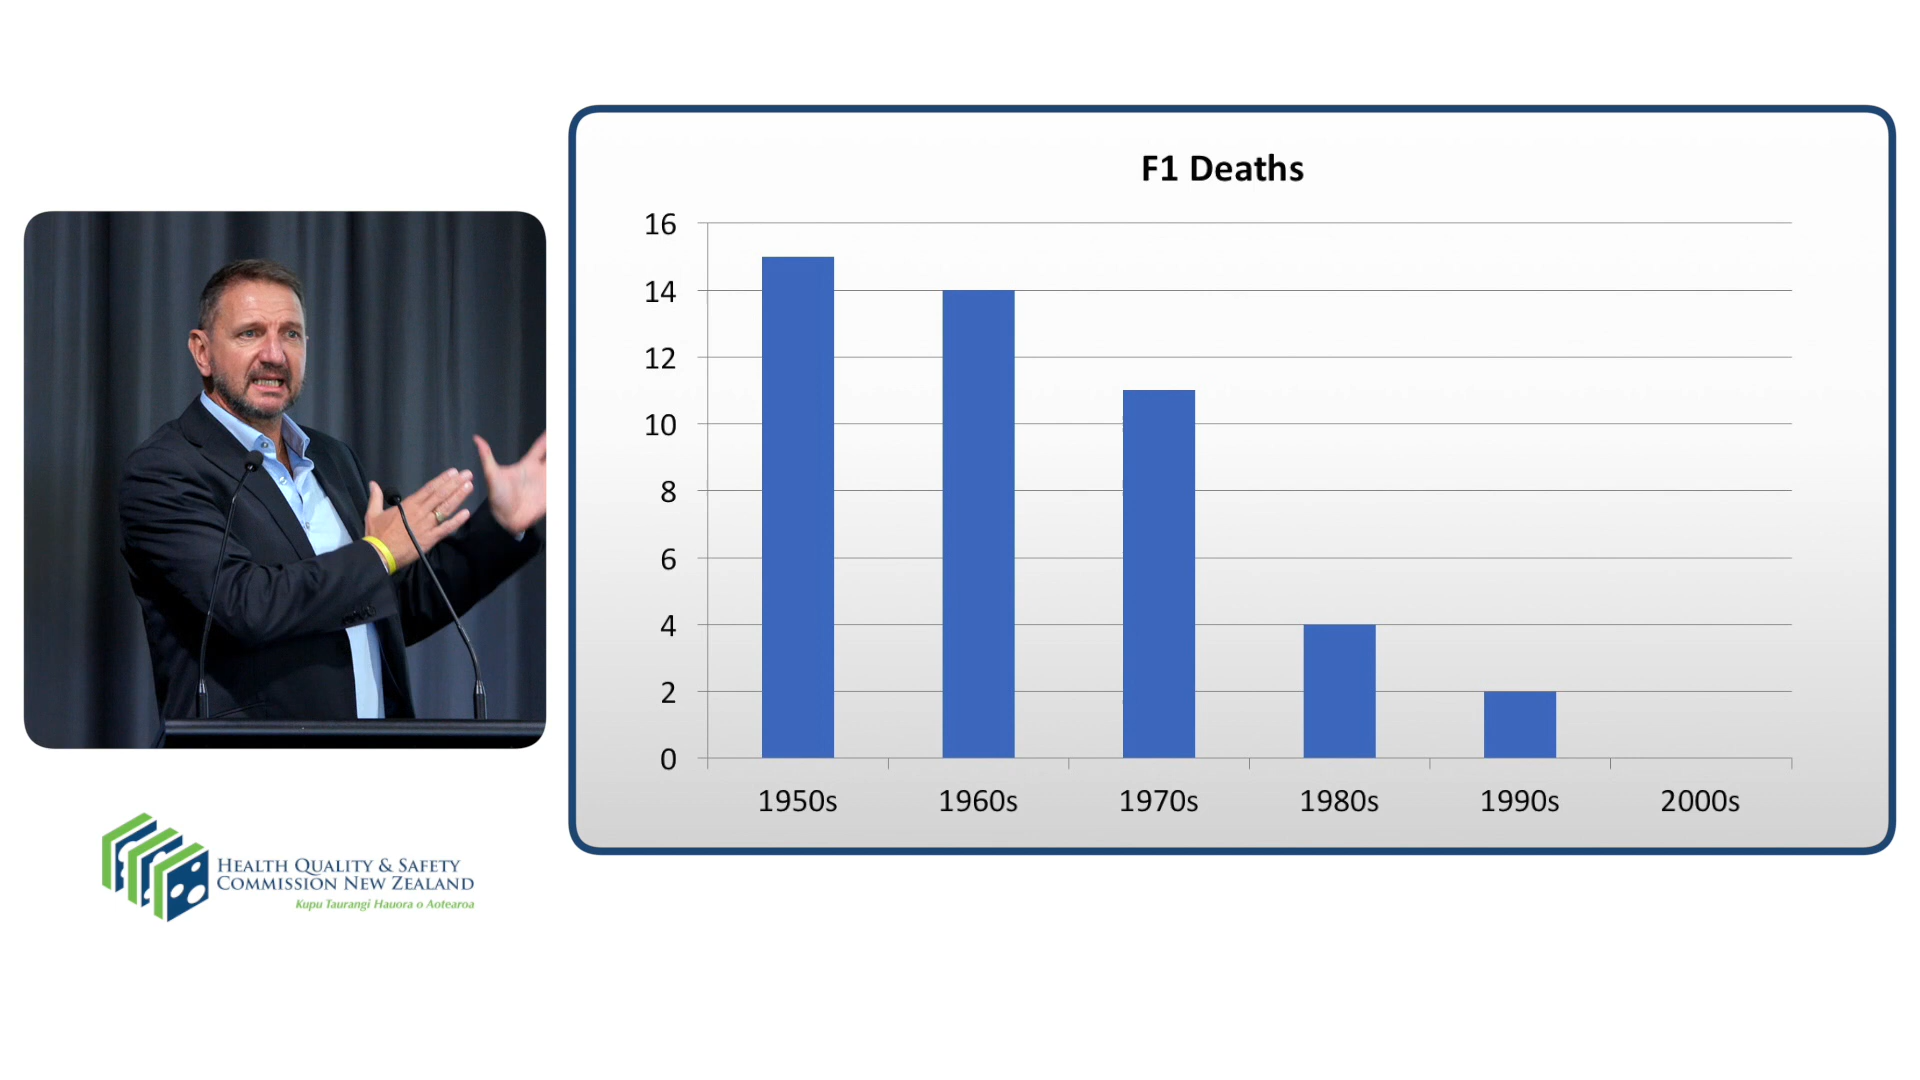 F1 Deaths
16
14
12
10
8
6
4
2
0
1950s 1960s 1970s 1980s 1990s 2000s
HEALTH QUALITY & SAFETY
COMMISSION NEW ZEALAND
Kupu Taurangi Hauora o Aotearoa